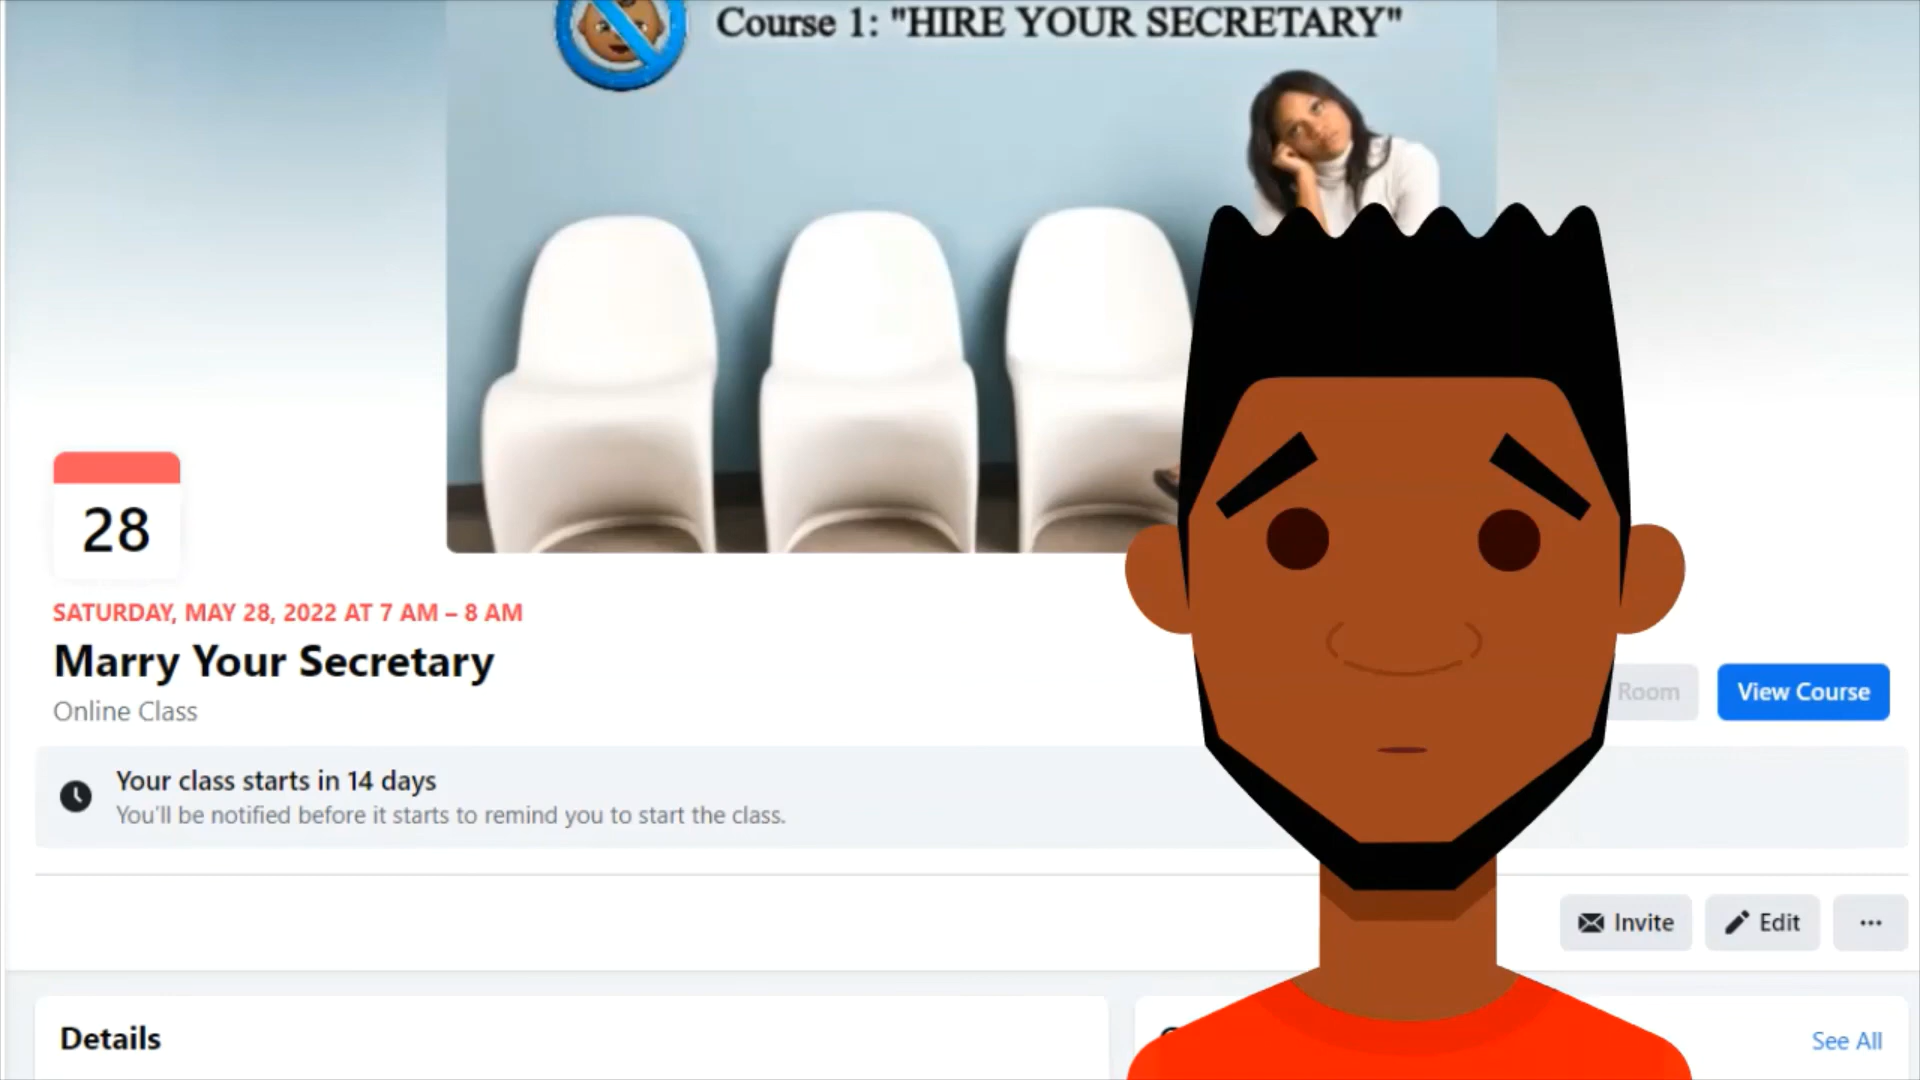 Course 1: "HIRE YOUR SECRETARY"
28
SATURDAY, MAY 28, 2022 AT 7 AM – 8 AM
Marry Your Secretary
Online Class
Room
View Course
Your class starts in 14 days
You'll be notified before it starts to remind you to start the class.
Invite
Edit
Details
See All